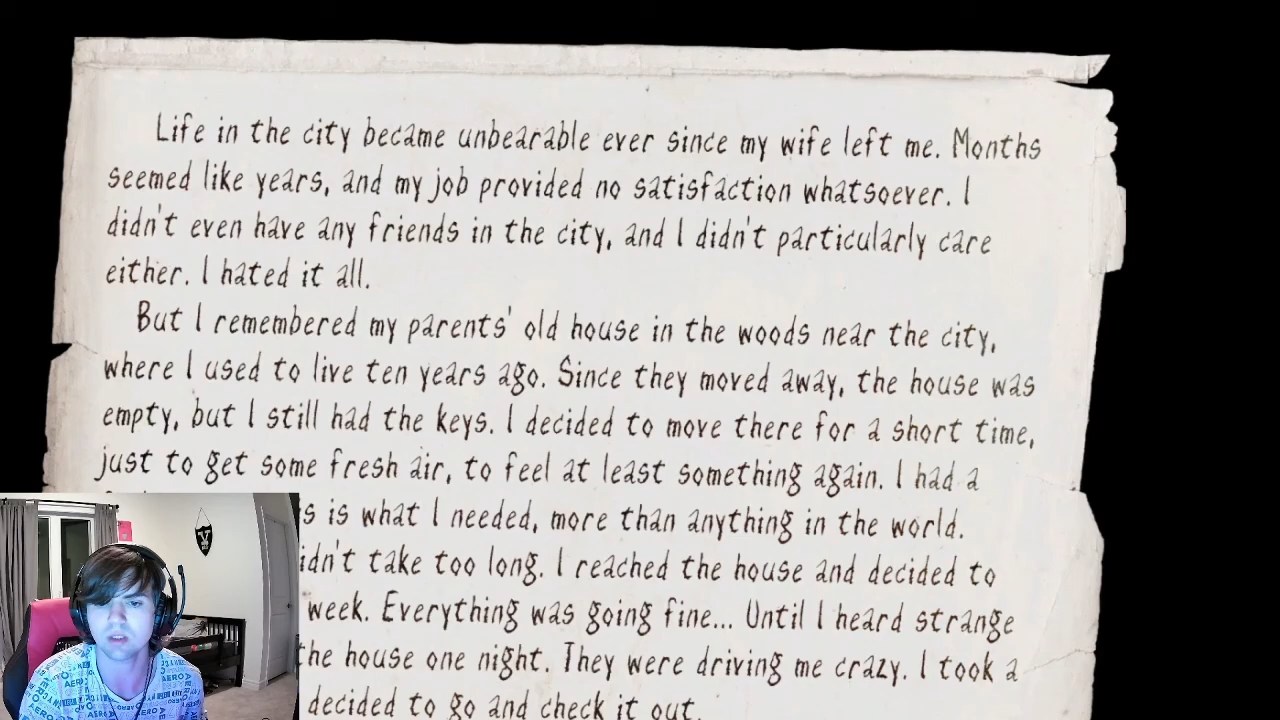 Life in the city became unbearable ever since my wife left me. Months
seemed like years, and my job provided no satisfaction whatsoever. I
didn't even have any friends in the city, and I didn't particularly care
either. I hated it all.
But I remembered my parents' old house in the woods near the city,
where I used to live ten years ago. Since they moved away, the house was
empty, but I still had the keys. I decided to move there for a short time,
just to get some fresh air, to feel at least something again. I had a
is what I needed, more than anything in the world.
take too long. I reached the house and decided to
week. Everything was going fine... Until I heard strange
the house one night. They were driving me crazy. I took a
decided to go and check it out.
AERO